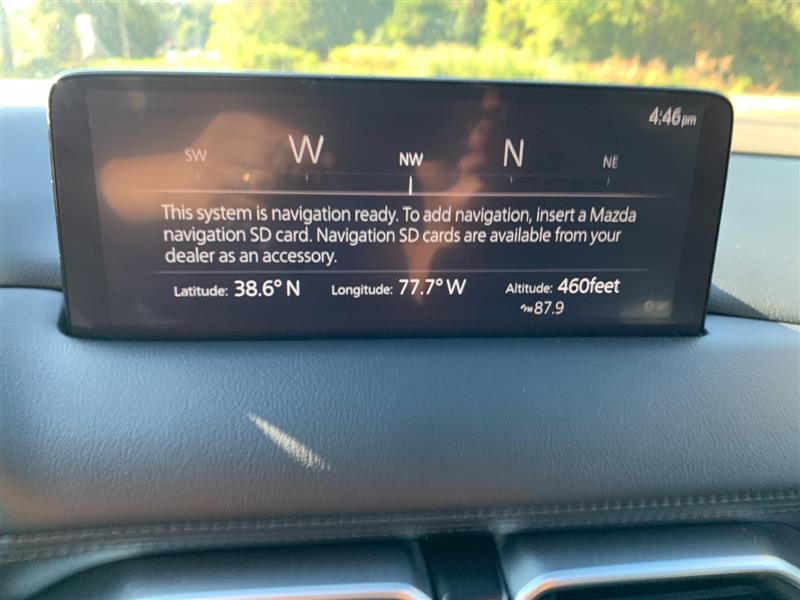 4:46pm
SW W NW N NE
This system is navigation ready. To add navigation, insert a Mazda
navigation SD card. Navigation SD cards are available from your
dealer as an accessory.
Latitude: 38.6° N Longitude: 77.7° W Altitude: 460feet
FM 87.9